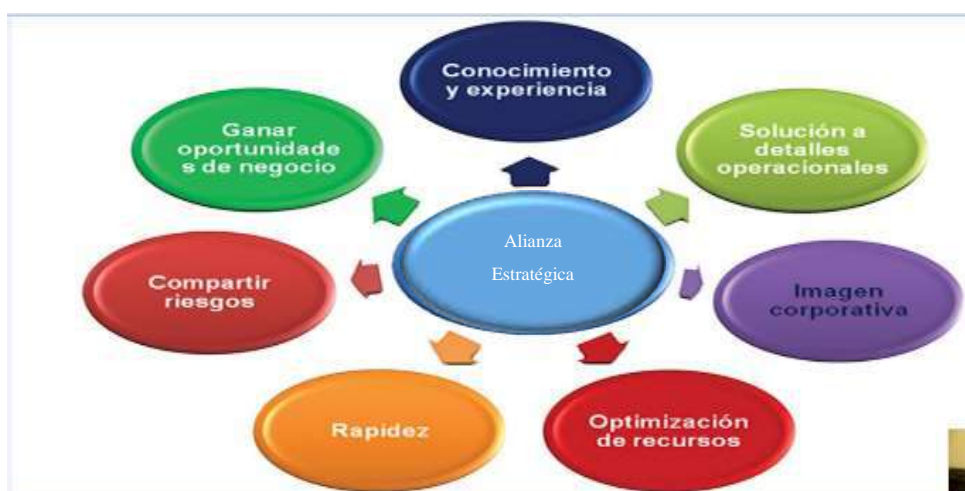 Conocimiento
y experiencia
Ganar
oportunidade
s de negocio
Solución a
detalles
operacionales
Alianza
Estratégica
Compartir
riesgos
Imagen
corporativa
Rapidez
Optimización
de recursos